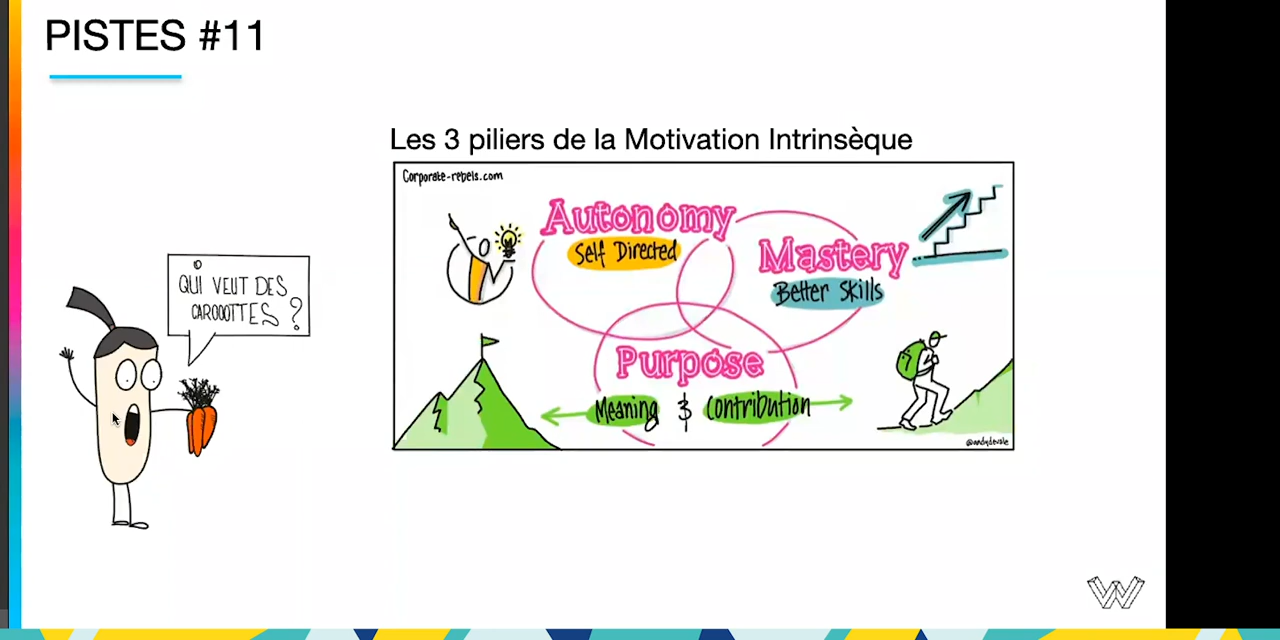 PISTES #11
Les 3 piliers de la Motivation Intrinsèque
Corporate-rebels.com
Autonomy
Self Directed
Mastery
Better Skills
QUI VEUT DES
CAROOOTTES ?
Purpose
Meaning & Contribution
@andydevale
W